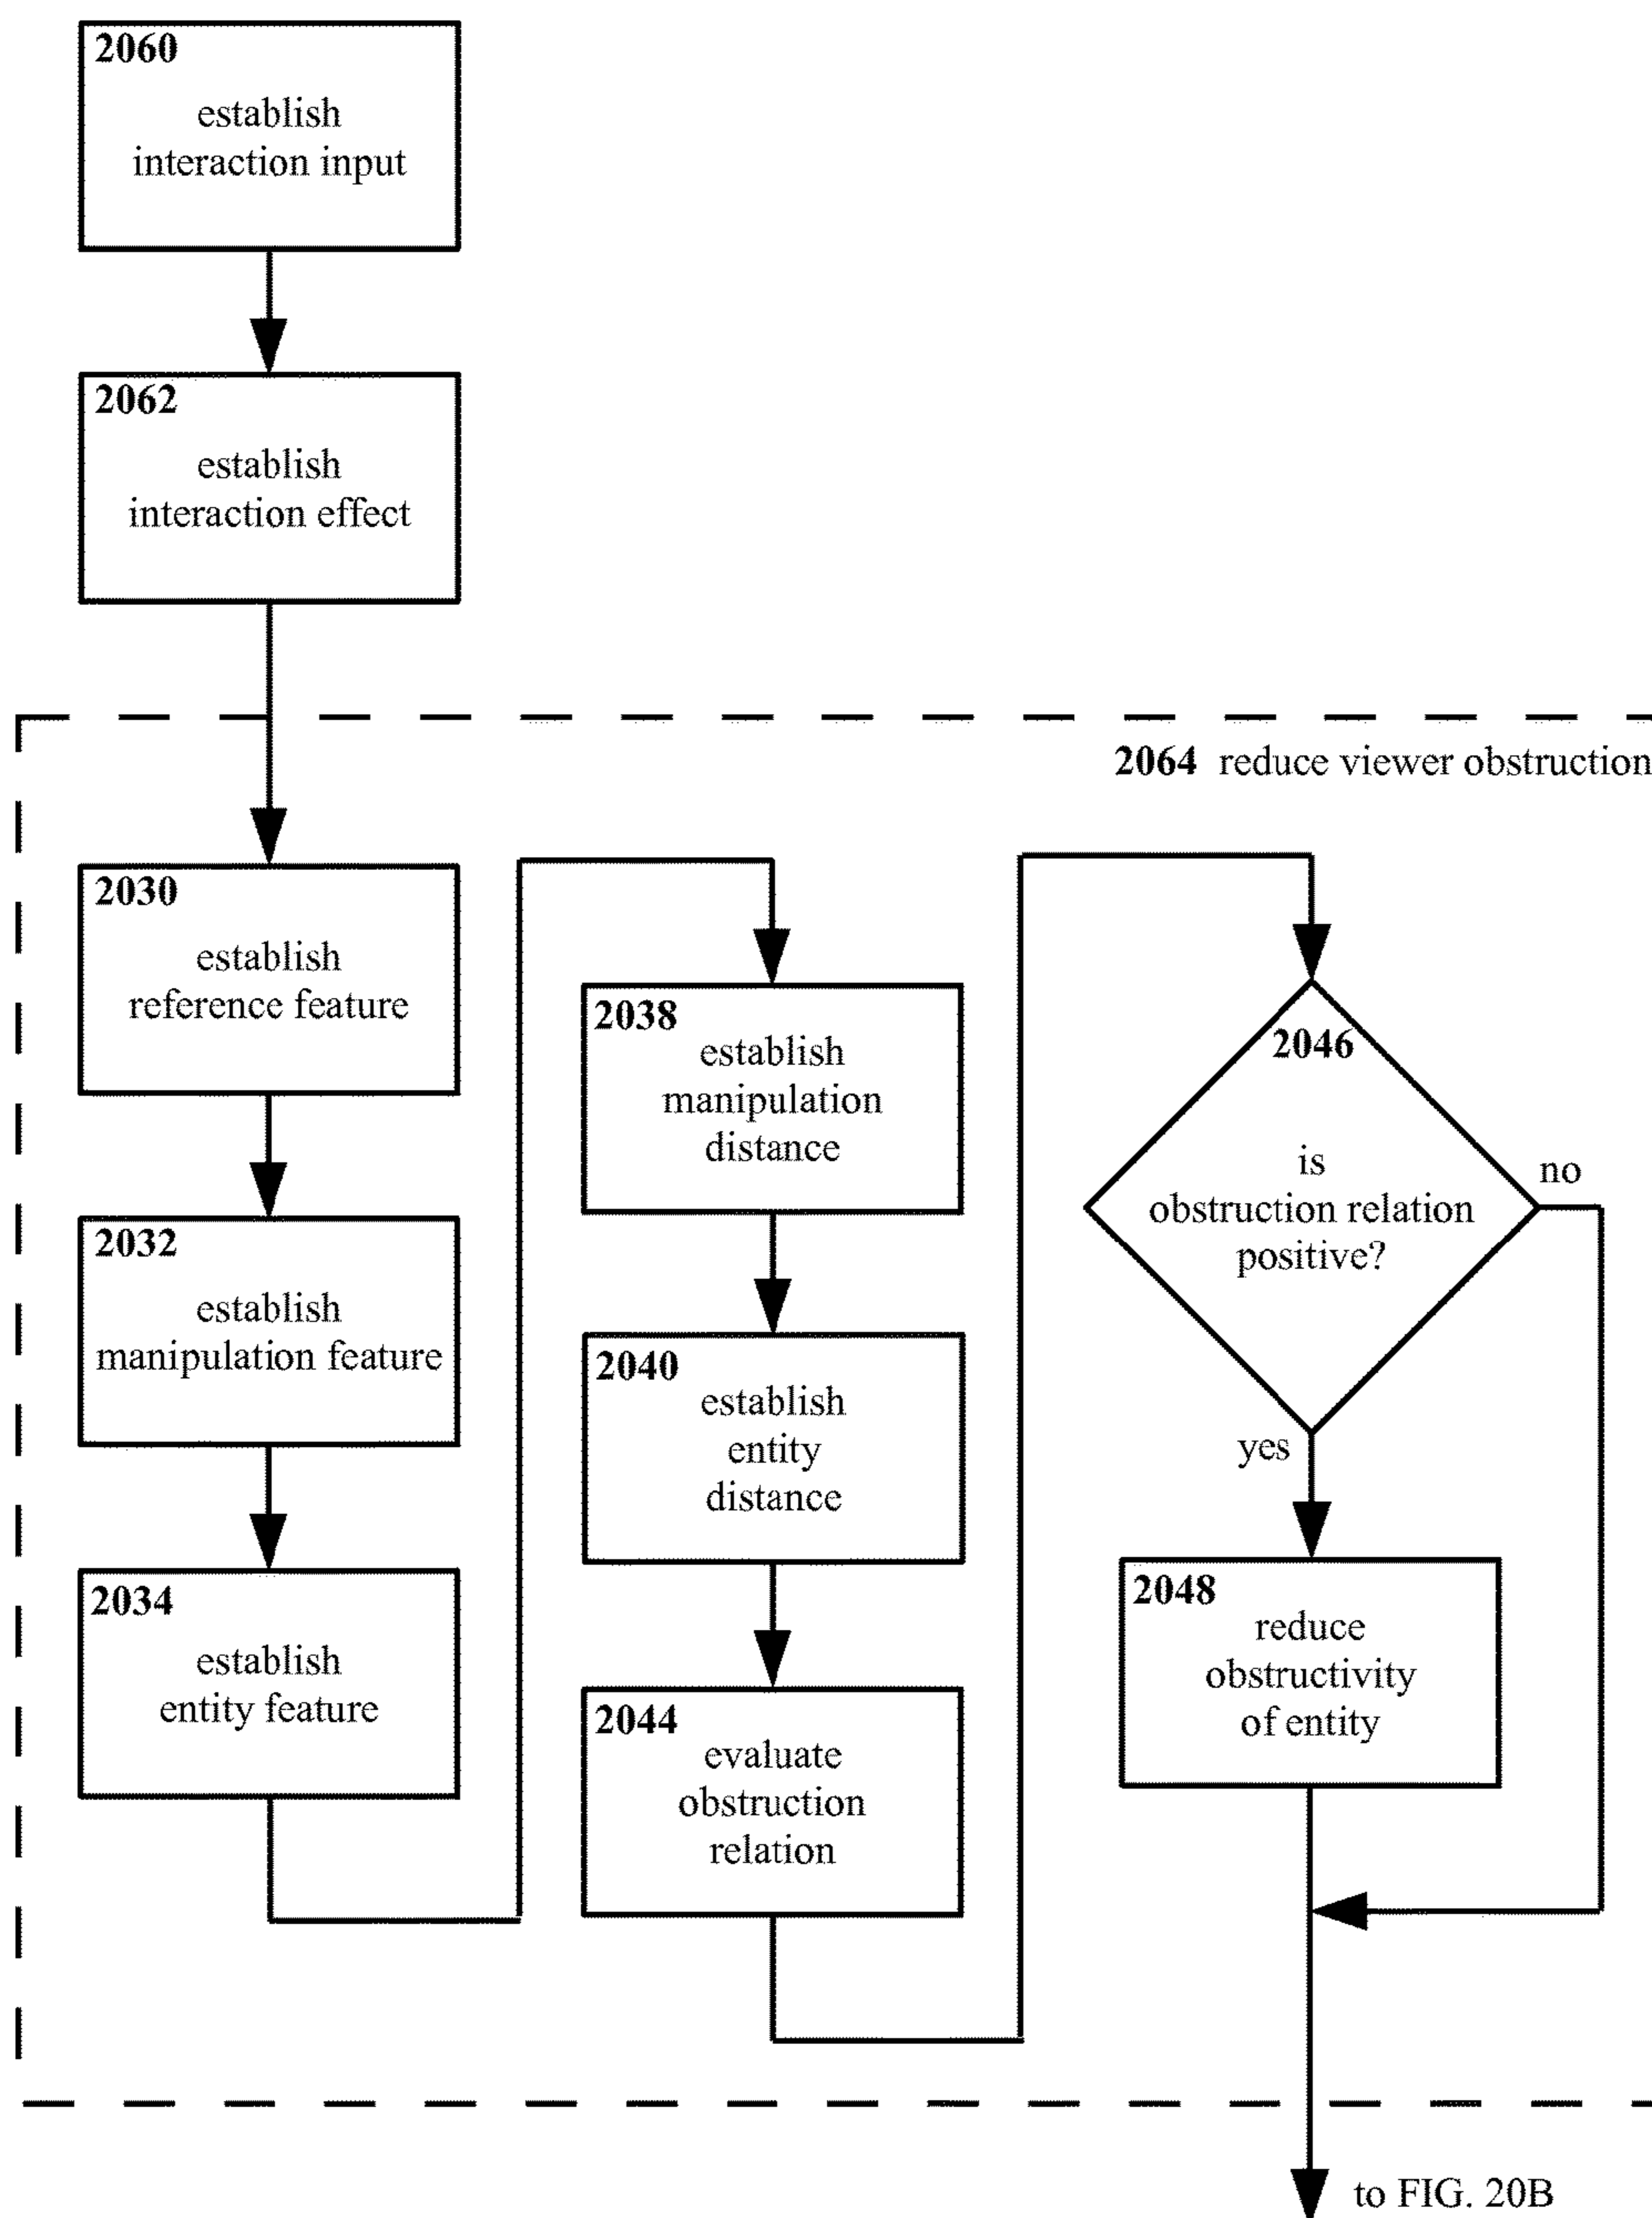 2060
establish
interaction input
2062
establish
interaction effect
2064 reduce viewer obstruction
2030
establish
reference feature
2032
establish
manipulation feature
2034
establish
entity feature
2038
establish
manipulation
distance
2040
establish
entity
distance
2044
evaluate
obstruction
relation
2046
is
obstruction relation
positive?
no
yes
2048
reduce
obstructivity
of entity
to FIG. 20B